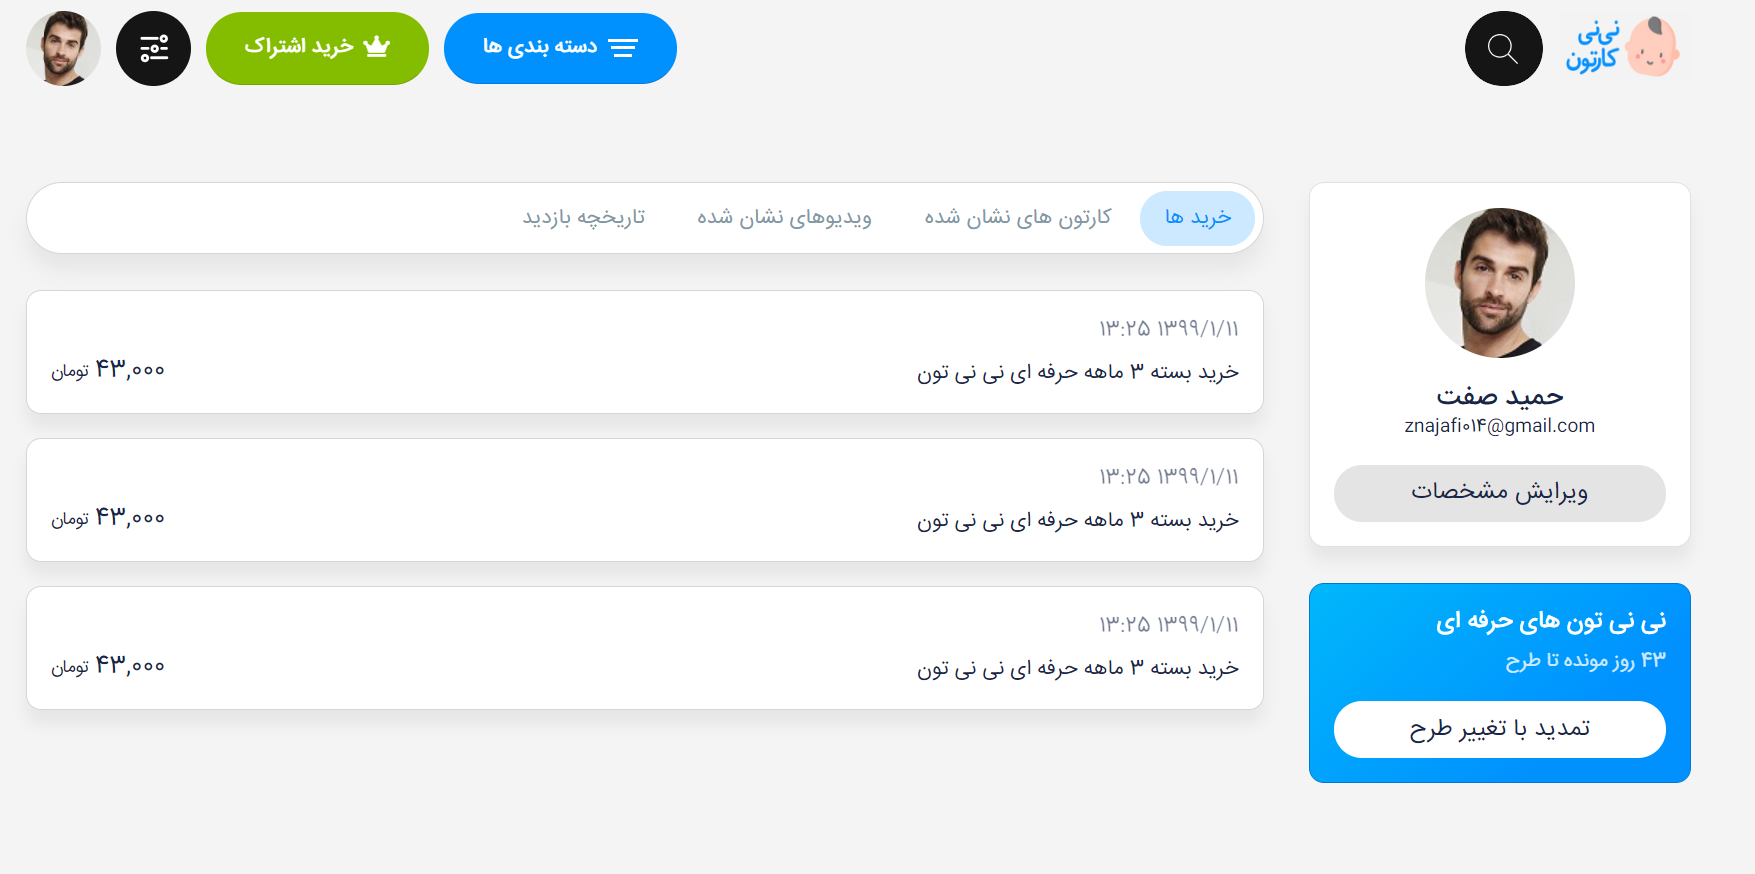 نی‌نی
کارتون
دسته بندی ها
خرید اشتراک
حمید صفت
znajafi۰۱۴@gmail.com
ویرایش مشخصات
نی نی تون های حرفه ای
۴۳ روز مونده تا طرح
تمدید با تغییر طرح
خرید ها
کارتون های نشان شده
ویدیوهای نشان شده
تاریخچه بازدید
۱۳۹۹/۱/۱۱ ۱۳:۲۵
خرید بسته ۳ ماهه حرفه ای نی نی تون
۴۳,۰۰۰ تومان
۱۳۹۹/۱/۱۱ ۱۳:۲۵
خرید بسته ۳ ماهه حرفه ای نی نی تون
۴۳,۰۰۰ تومان
۱۳۹۹/۱/۱۱ ۱۳:۲۵
خرید بسته ۳ ماهه حرفه ای نی نی تون
۴۳,۰۰۰ تومان